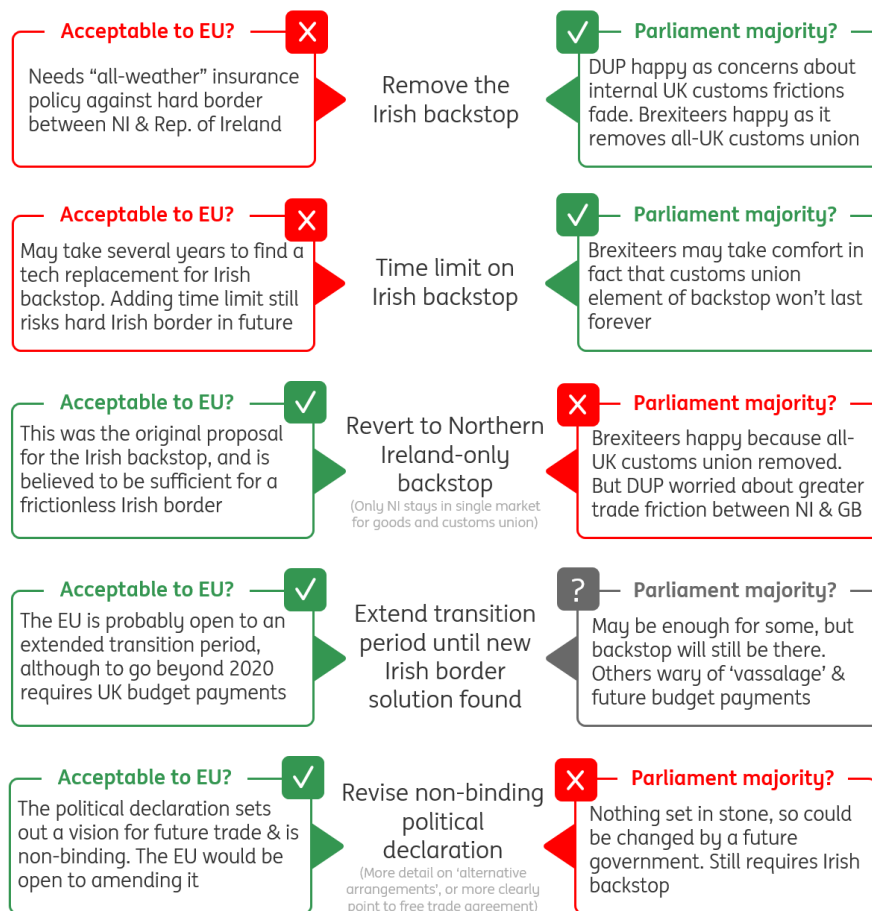 Acceptable to EU?
Needs “all-weather” insurance
policy against hard border
between NI & Rep. of Ireland
Remove the
Irish backstop
Parliament majority?
DUP happy as concerns about
internal UK customs frictions
fade. Brexiteers happy as it
removes all-UK customs union
Acceptable to EU?
May take several years to find a
tech replacement for Irish
backstop. Adding time limit still
risks hard Irish border in future
Time limit on
Irish backstop
Parliament majority?
Brexiteers may take comfort in
fact that customs union
element of backstop won’t last
forever
Acceptable to EU?
This was the original proposal
for the Irish backstop, and is
believed to be sufficient for a
frictionless Irish border
Revert to Northern
Ireland-only
backstop
(Only NI stays in single market
for goods and customs union)
Parliament majority?
Brexiteers happy because all-
UK customs union removed.
But DUP worried about greater
trade friction between NI & GB
Acceptable to EU?
The EU is probably open to an
extended transition period,
although to go beyond 2020
requires UK budget payments
Extend transition
period until new
Irish border
solution found
?
Parliament majority?
May be enough for some, but
backstop will still be there.
Others wary of ‘vassalage’ &
future budget payments
Acceptable to EU?
The political declaration sets
out a vision for future trade & is
non-binding. The EU would be
open to amending it
Revise non-binding
political
declaration
(More detail on ‘alternative
arrangements’, or more clearly
point to free trade agreement)
Parliament majority?
Nothing set in stone, so could
be changed by a future
government. Still requires Irish
backstop